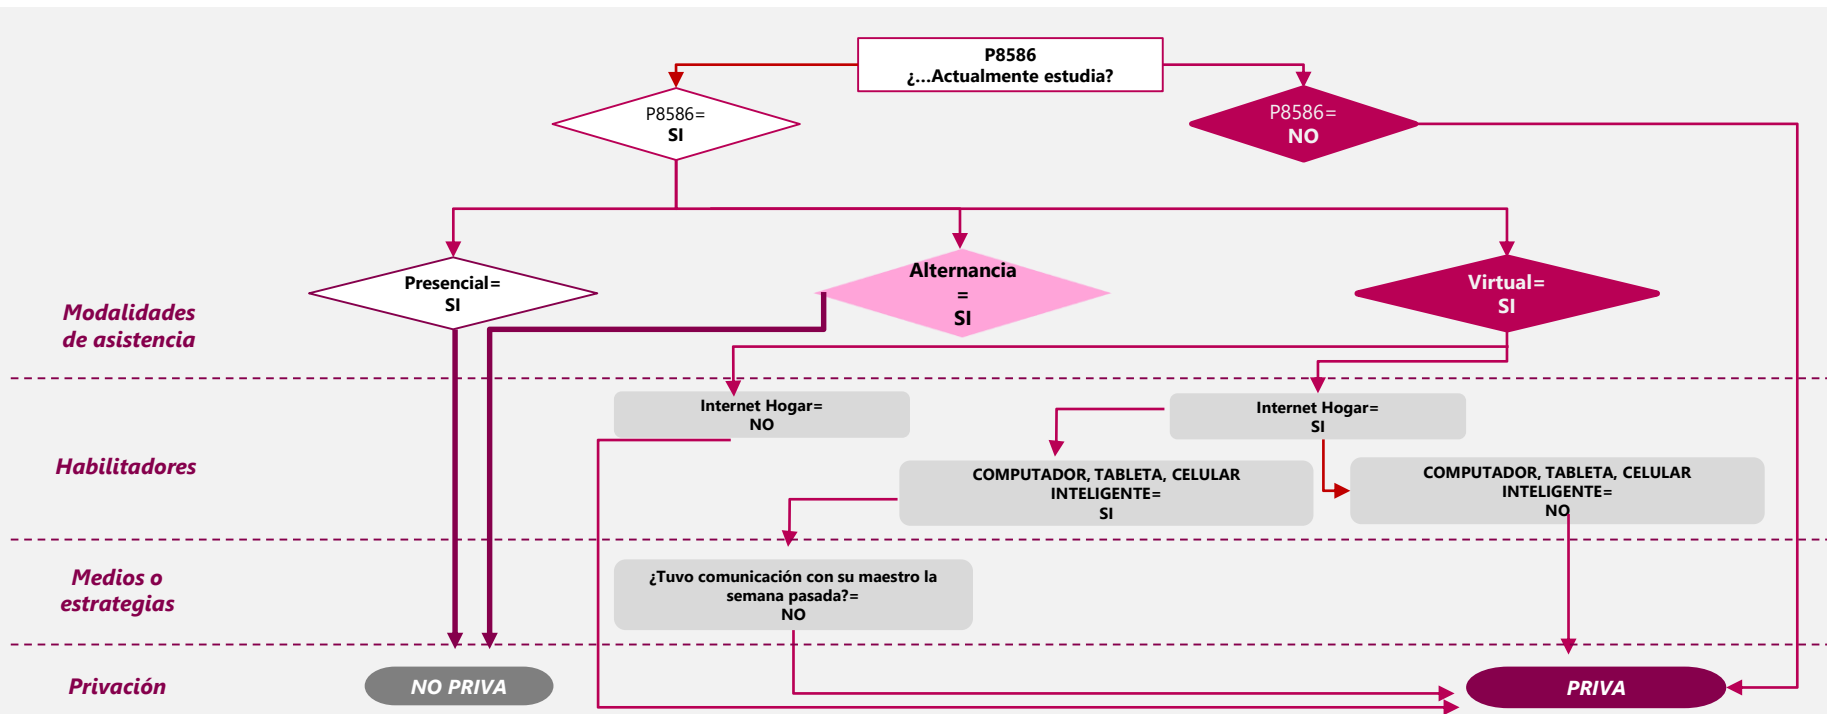 P8586
¿...Actualmente estudia?
P8586=
SI
P8586=
NO
Presencial=
SI
Alternancia
=
SI
Virtual=
SI
Modalidades
de asistencia
Internet Hogar=
NO
Internet Hogar=
SI
Habilitadores
COMPUTADOR, TABLETA, CELULAR
INTELIGENTE=
SI
COMPUTADOR, TABLETA, CELULAR
INTELIGENTE=
NO
Medios o
estrategias
¿Tuvo comunicación con su maestro la
semana pasada?=
NO
Privación
NO PRIVA
PRIVA